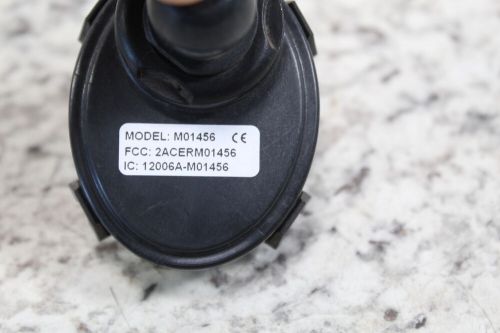 MODEL: M01456 CE
FCC: 2ACERM01456
IC: 12006A-M01456